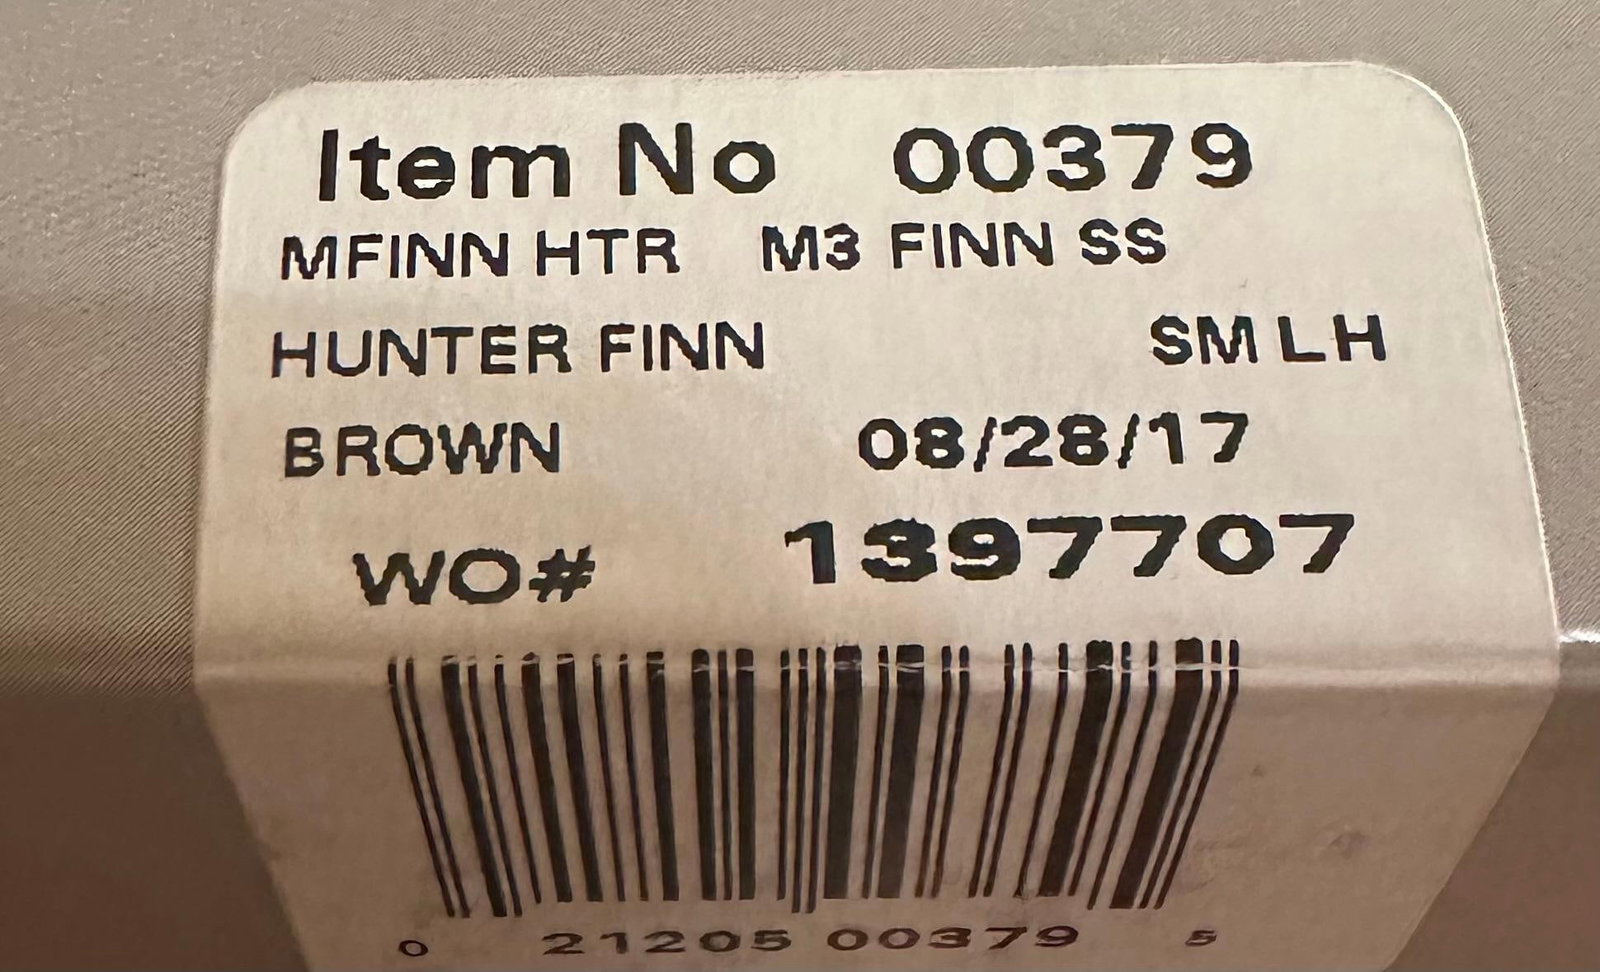 Item No 00379
MFINN HTR M3 FINN SS
HUNTER FINN SM LH
BROWN 08/28/17
WO# 1397707
0 21205 00379 5